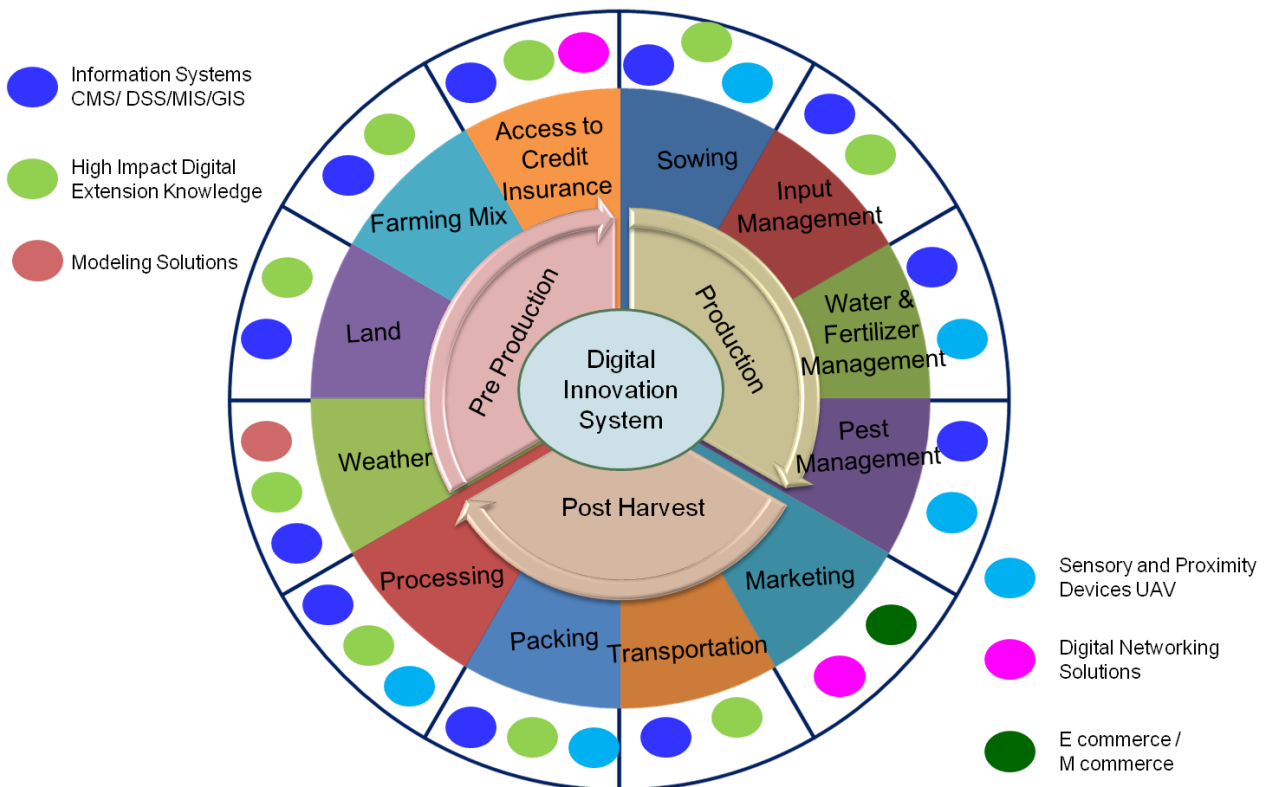 Information Systems
CMS/ DSS/MIS/GIS
High Impact Digital
Extension Knowledge
Modeling Solutions
Access to
Credit
Insurance
Sowing
Input
Management
Water &
Fertilizer
Management
Pest
Management
Marketing
Transportation
Packing
Processing
Weather
Land
Farming Mix
Pre Production
Production
Post Harvest
Digital
Innovation
System
Sensory and Proximity
Devices UAV
Digital Networking
Solutions
E commerce /
M commerce